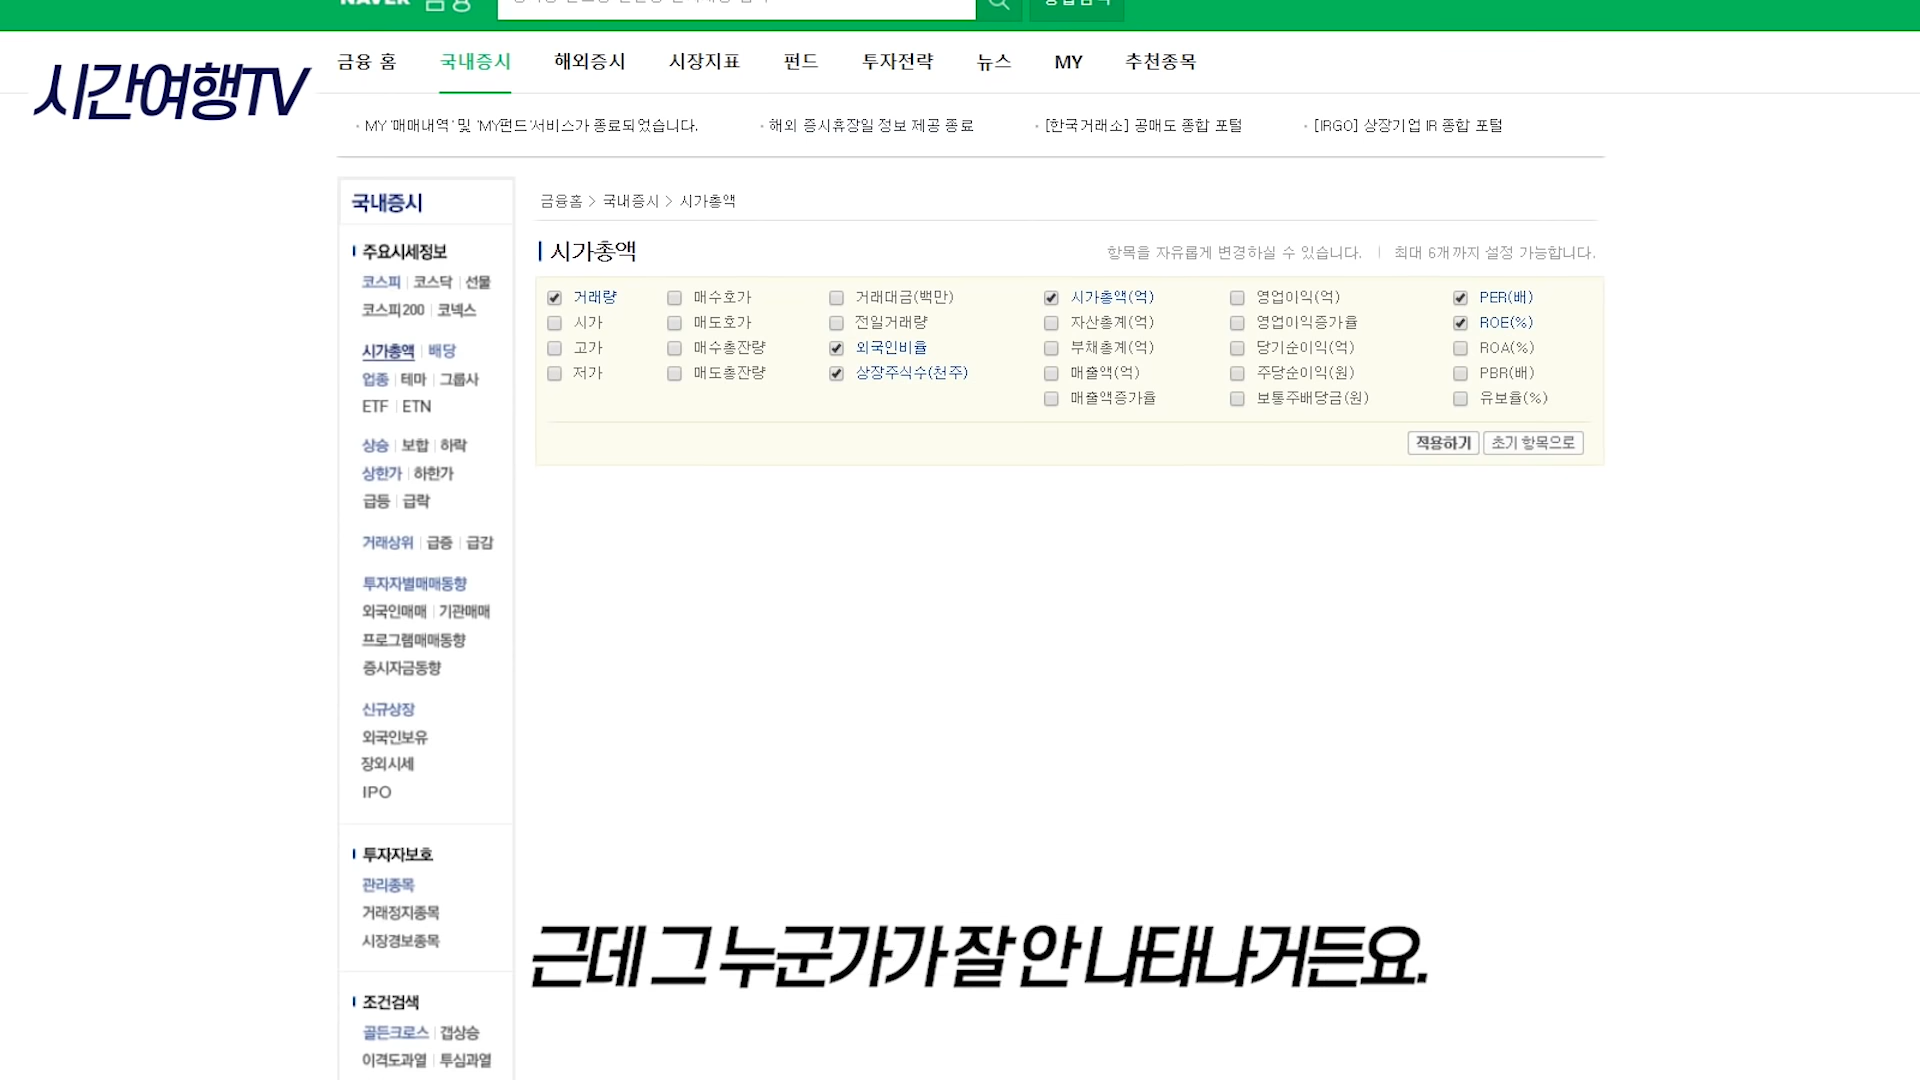 NAVER 금융
통합검색
시간여행TV
금융 홈 국내증시 해외증시 시장지표 펀드 투자전략 뉴스 MY 추천종목
· MY '매매내역' 및 'MY펀드'서비스가 종료되었습니다. · 해외 증시휴장일 정보 제공 종료 · [한국거래소] 공매도 종합 포털 · [IRGO] 상장기업 IR 종합 포털
국내증시
주요시세정보
코스피 | 코스닥 | 선물
코스피200 | 코넥스
시가총액 | 배당
업종 | 테마 | 그룹사
ETF | ETN
상승 | 보합 | 하락
상한가 | 하한가
급등 | 급락
거래상위 | 급증 | 급감
투자자별매매동향
외국인매매 | 기관매매
프로그램매매동향
증시자금동향
신규상장
외국인보유
장외시세
IPO
투자자보호
관리종목
거래정지종목
시장경보종목
조건검색
골든크로스 | 갭상승
이격도과열 | 투심과열
금융홈 > 국내증시 > 시가총액
시가총액
항목을 자유롭게 변경하실 수 있습니다. | 최대 6개까지 설정 가능합니다.
거래량 매수호가 거래대금(백만) 시가총액(억) 영업이익(억) PER(배)
시가 매도호가 전일거래량 자산총계(억) 영업이익증가율 ROE(%)
고가 매수총잔량 외국인비율 부채총계(억) 당기순이익(억) ROA(%)
저가 매도총잔량 상장주식수(천주) 매출액(억) 주당순이익(원) PBR(배)
매출액증가율 보통주배당금(원) 유보율(%)
적용하기 초기 항목으로
근데 그 누군가가 잘 안 나타나거든요.